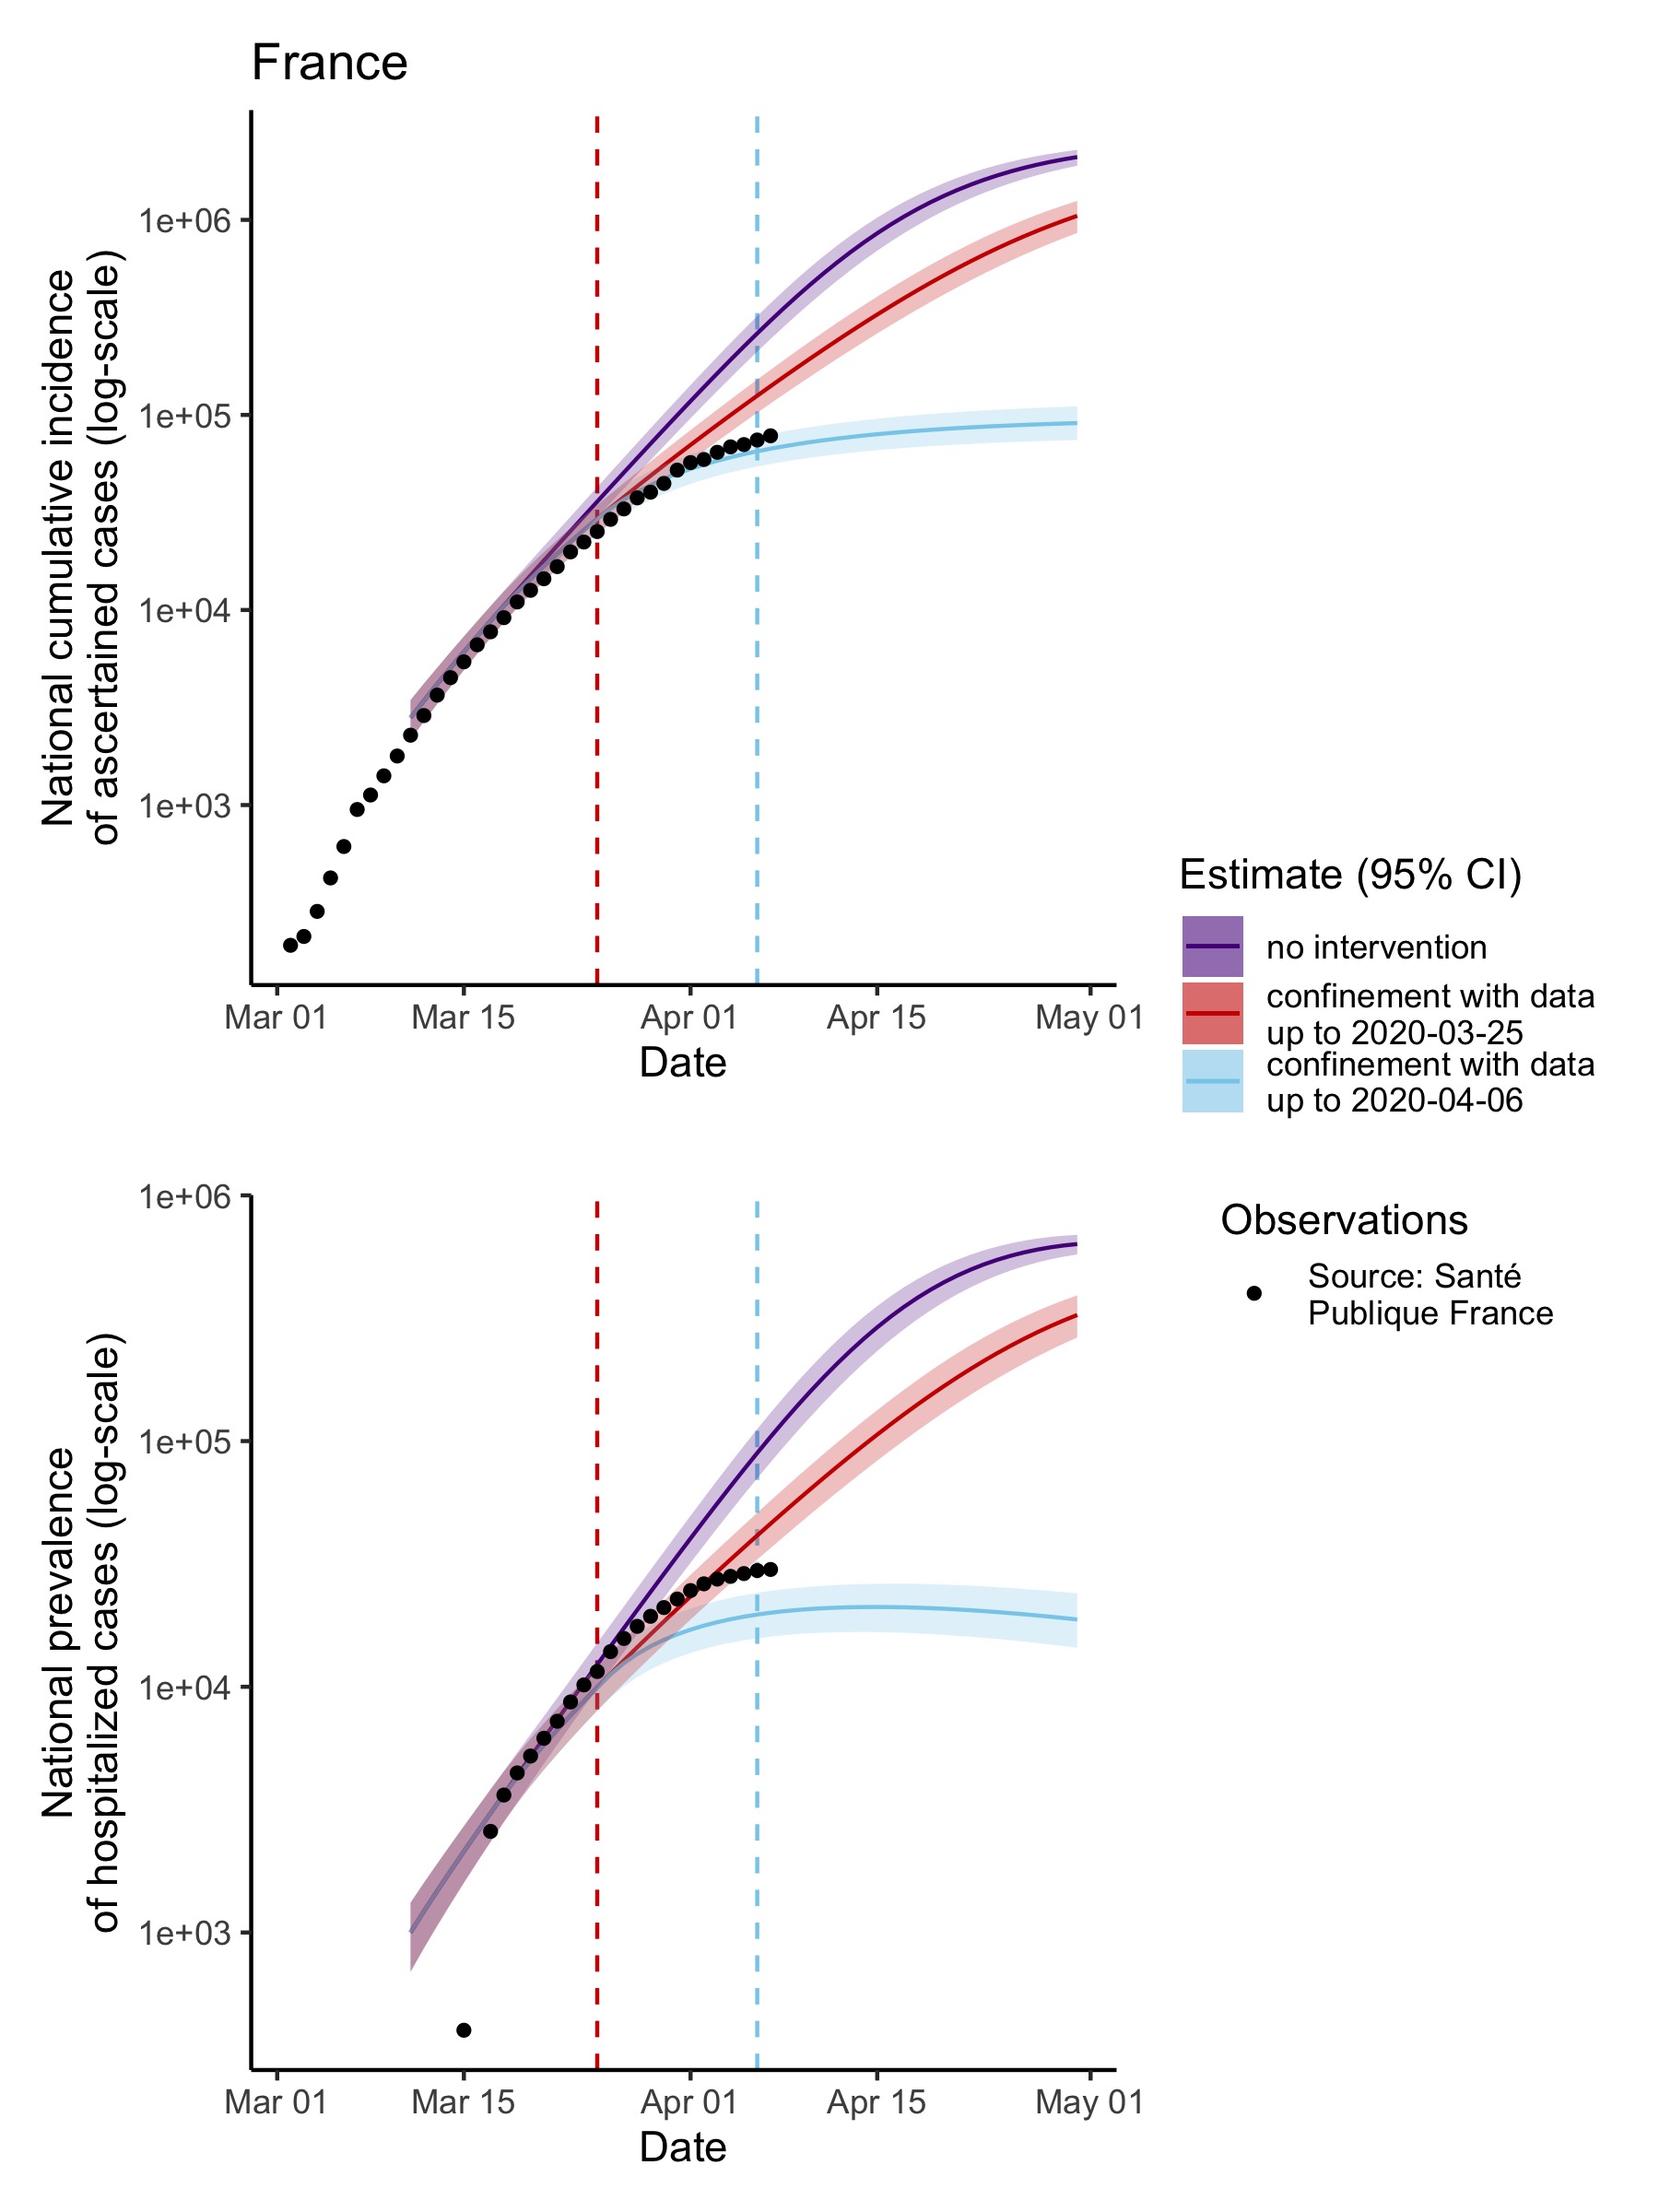 France
National cumulative incidence
of ascertained cases (log-scale)
1e+06
1e+05
1e+04
1e+03
Mar 01
Mar 15
Apr 01
Apr 15
May 01
Date
Estimate (95% CI)
no intervention
confinement with data
up to 2020-03-25
confinement with data
up to 2020-04-06
Observations
Source: Santé
Publique France
National prevalence
of hospitalized cases (log-scale)
1e+06
1e+05
1e+04
1e+03
Mar 01
Mar 15
Apr 01
Apr 15
May 01
Date